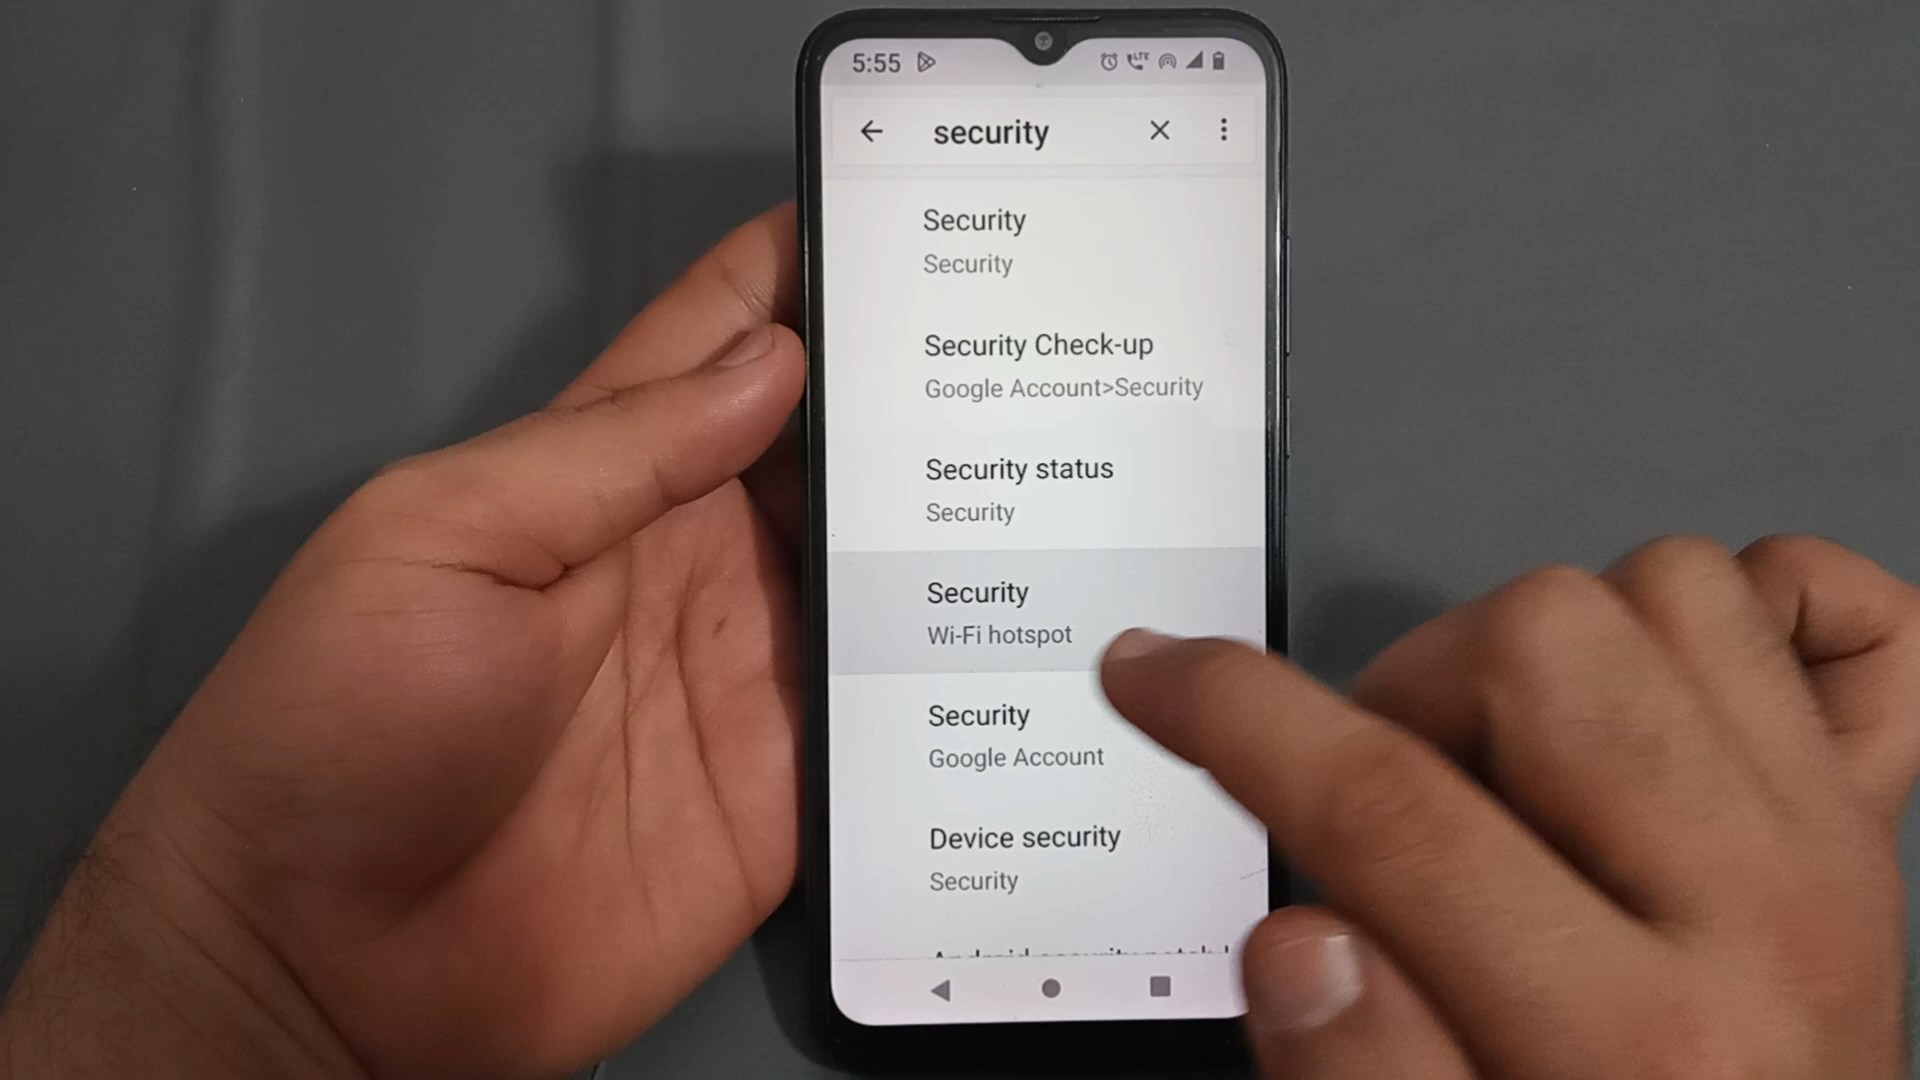 5:55
LTE
security
Security
Security
Security Check-up
Google Account>Security
Security status
Security
Security
Wi-Fi hotspot
Security
Google Account
Device security
Security